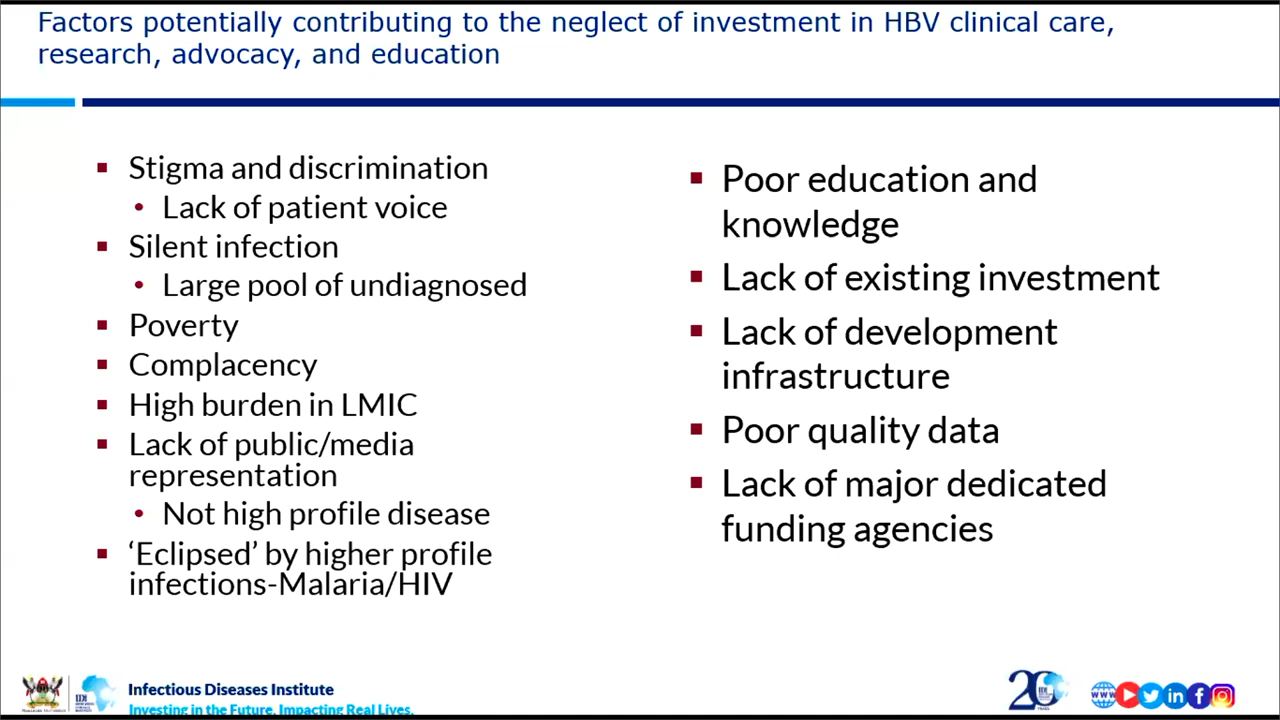 Factors potentially contributing to the neglect of investment in HBV clinical care,
research, advocacy, and education
Stigma and discrimination
Lack of patient voice
Silent infection
Large pool of undiagnosed
Poverty
Complacency
High burden in LMIC
Lack of public/media
representation
Not high profile disease
‘Eclipsed’ by higher profile
infections-Malaria/HIV
Poor education and
knowledge
Lack of existing investment
Lack of development
infrastructure
Poor quality data
Lack of major dedicated
funding agencies
Infectious Diseases Institute
Investing in the Future. Impacting Real Lives.
20